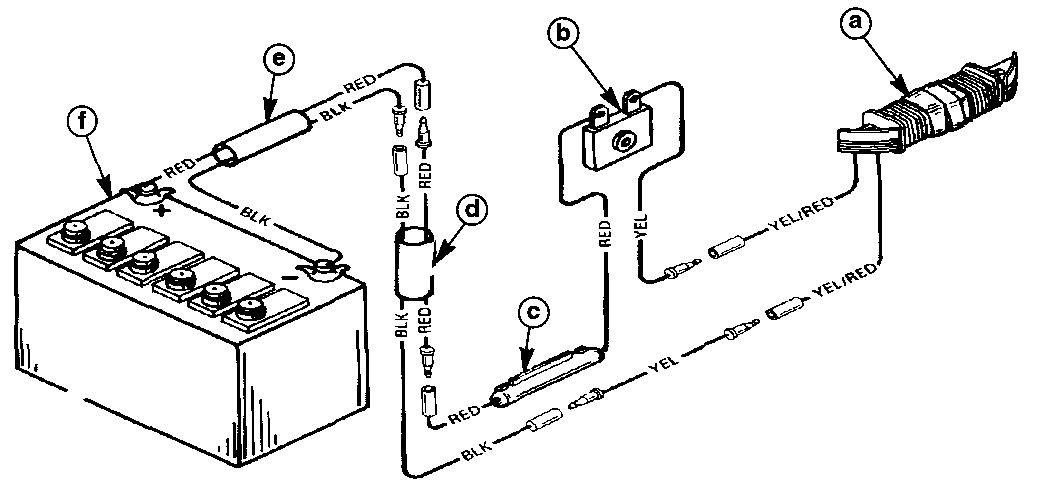 a
b
e
f
d
c
RED
BLK
RED
BLK
+
−
BLK
RED
BLK
RED
RED
YEL
YEL/RED
YEL/RED
YEL
RED
BLK